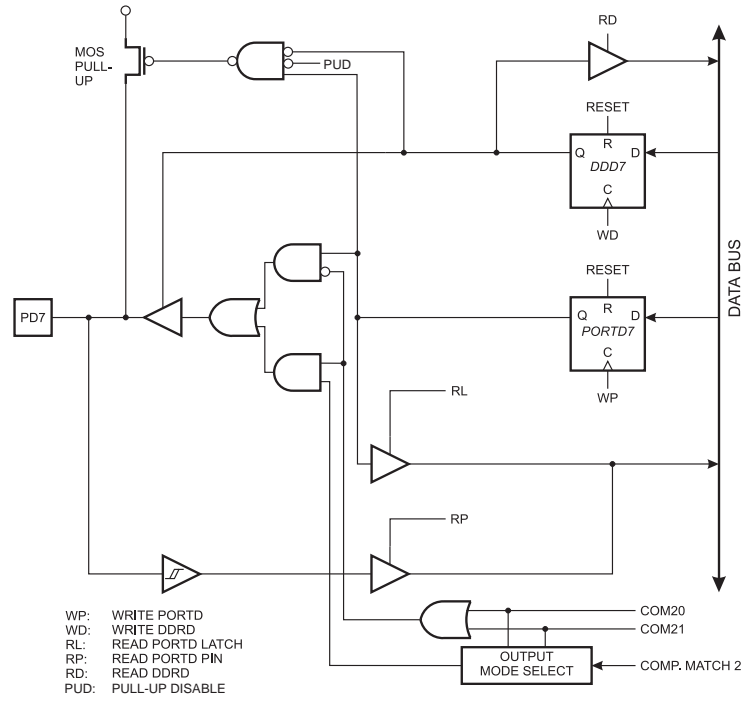 RD
MOS
PULL-
UP
PUD
RESET
R
Q
D
DDD7
C
WD
DATA BUS
RESET
R
Q
D
PORTD7
C
WP
PD7
RL
RP
COM20
COM21
OUTPUT
MODE SELECT
COMP. MATCH 2
WP: WRITE PORTD
WD: WRITE DDRD
RL: READ PORTD LATCH
RP: READ PORTD PIN
RD: READ DDRD
PUD: PULL-UP DISABLE